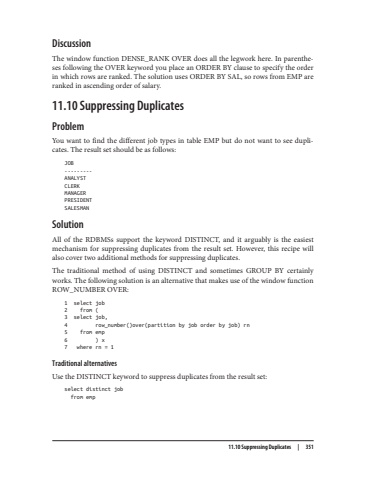 Discussion
The window function DENSE_RANK OVER does all the legwork here. In parenthe-
ses following the OVER keyword you place an ORDER BY clause to specify the order
in which rows are ranked. The solution uses ORDER BY SAL, so rows from EMP are
ranked in ascending order of salary.
11.10 Suppressing Duplicates
Problem
You want to find the different job types in table EMP but do not want to see dupli-
cates. The result set should be as follows:
JOB
---------
ANALYST
CLERK
MANAGER
PRESIDENT
SALESMAN
Solution
All of the RDBMSs support the keyword DISTINCT, and it arguably is the easiest
mechanism for suppressing duplicates from the result set. However, this recipe will
also cover two additional methods for suppressing duplicates.
The traditional method of using DISTINCT and sometimes GROUP BY certainly
works. The following solution is an alternative that makes use of the window function
ROW_NUMBER OVER:
1 select job
2 from (
3 select job,
4 row_number()over(partition by job order by job) rn
5 from emp
6 ) x
7 where rn = 1
Traditional alternatives
Use the DISTINCT keyword to suppress duplicates from the result set:
select distinct job
from emp
11.10 Suppressing Duplicates | 351